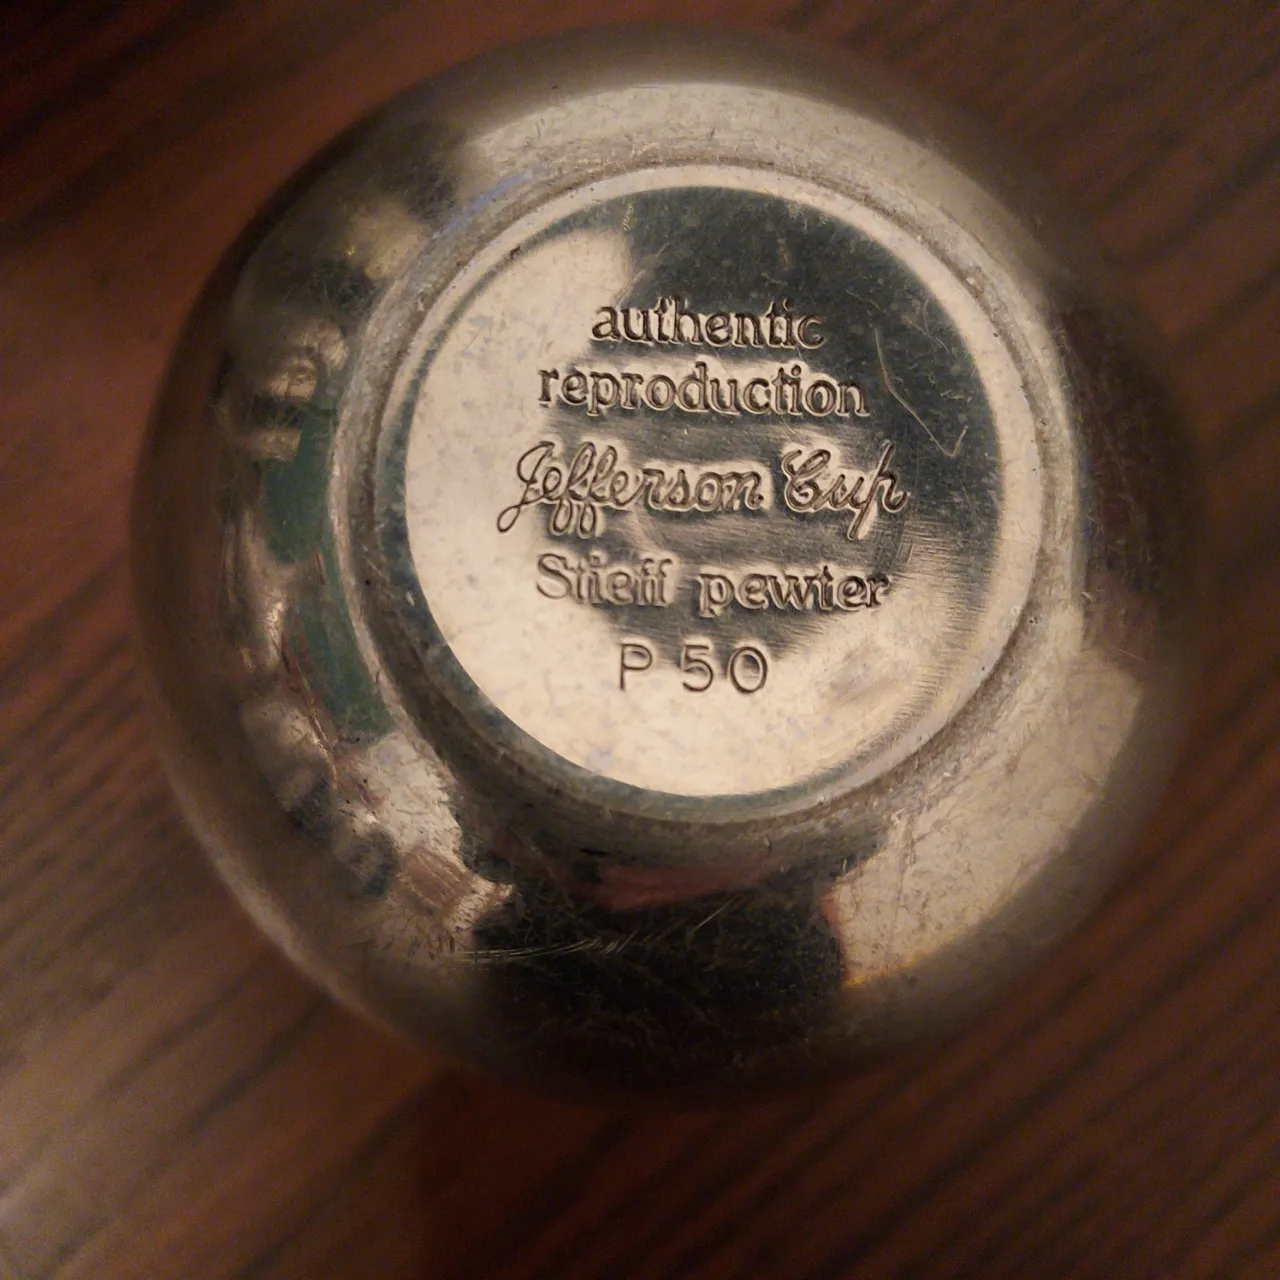 authentic
reproduction
Jefferson Cup
Stieff pewter
P 50